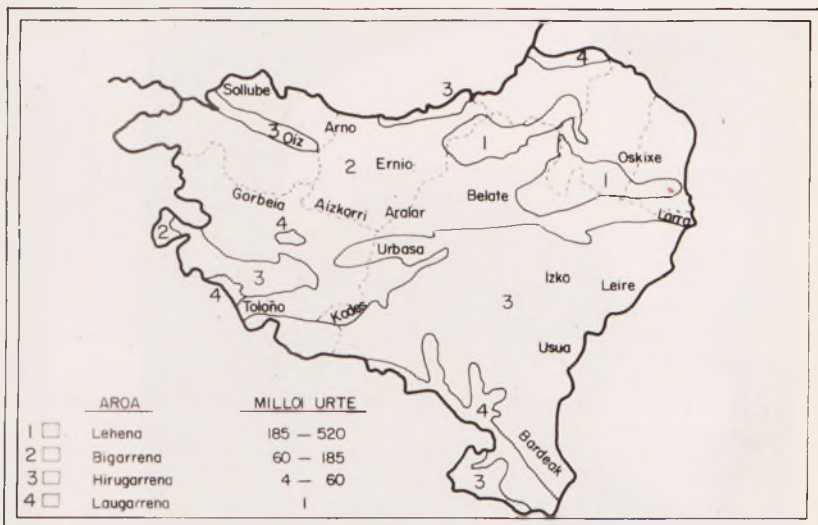 4
3
Sollube
Arno
3 Oiz
1
2
Ernio
Oskixe
1
Belate
Gorbeia
Aizkorri
Aralar
Larra
2
4
Urbasa
3
Izko
Leire
4
3
Toloño
Kodes
Usua
4
Bardeak
3
AROA MILLOI URTE
1 Lehena 185 — 520
2 Bigarrena 60 — 185
3 Hirugarrena 4 — 60
4 Laugarrena 1